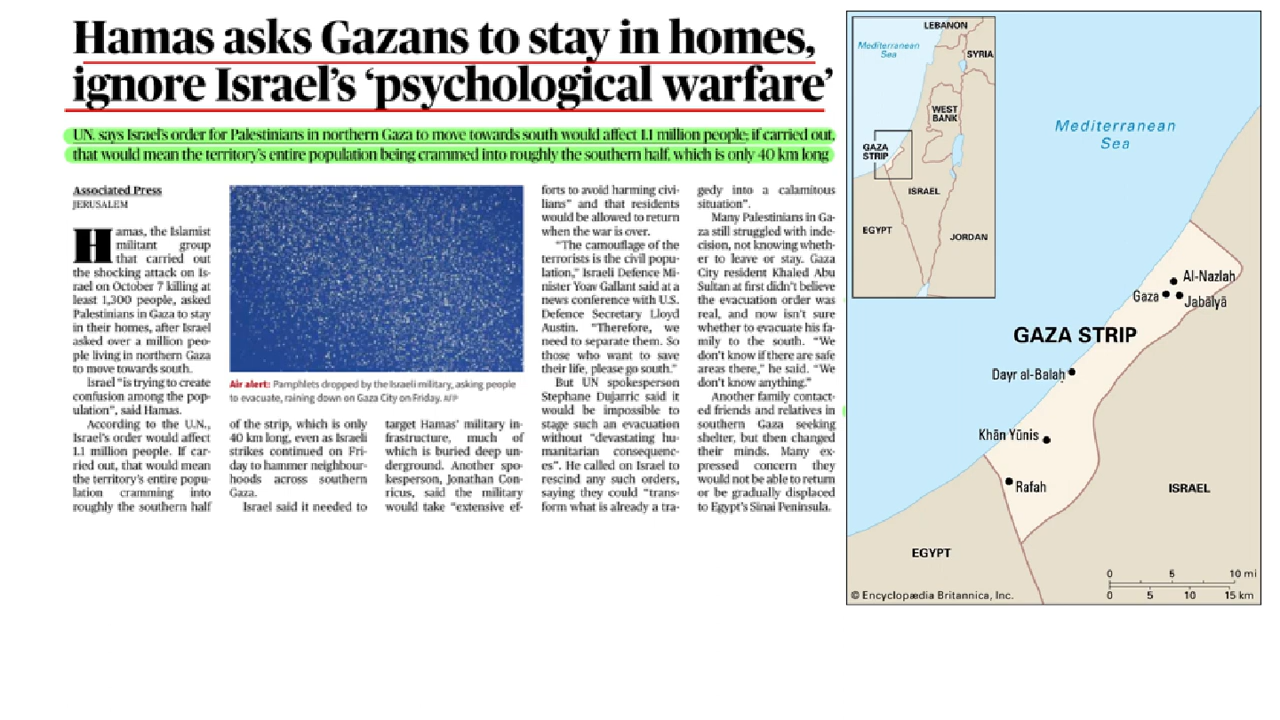 Hamas asks Gazans to stay in homes,
ignore Israel's ‘psychological warfare’
UN. says Israel's order for Palestinians in northern Gaza to move towards south would affect 1.1 million people; if carried out,
that would mean the territory's entire population being crammed into roughly the southern half, which is only 40 km long
Associated Press
JERUSALEM
Hamas, the Islamist
militant group
that carried out
the shocking attack on Is-
rael on October 7 killing at
least 1,300 people, asked
Palestinians in Gaza to stay
in their homes, after Israel
asked over a million peo-
ple living in northern Gaza
to move towards south.
Israel “is trying to create
confusion among the pop-
ulation”, said Hamas.
According to the U.N.,
Israel's order would affect
1.1 million people. If car-
ried out, that would mean
the territory's entire popu-
lation cramming into
roughly the southern half
Air alert: Pamphlets dropped by the Israeli military, asking people
to evacuate, raining down on Gaza City on Friday. AFP
of the strip, which is only
40 km long, even as Israeli
strikes continued on Fri-
day to hammer neighbour-
hoods across southern
Gaza.
Israel said it needed to
target Hamas' military in-
frastructure, much of
which is buried deep un-
derground. Another spo-
kesperson, Jonathan Con-
ricus, said the military
would take “extensive ef-
forts to avoid harming civi-
lians” and that residents
would be allowed to return
when the war is over.
“The camouflage of the
terrorists is the civil popu-
lation,” Israeli Defence Mi-
nister Yoav Gallant said at a
news conference with U.S.
Defence Secretary Lloyd
Austin. “Therefore, we
need to separate them. So
those who want to save
their life, please go south.”
But UN spokesperson
Stephane Dujarric said it
would be impossible to
stage such an evacuation
without “devastating hu-
manitarian consequenc-
es”. He called on Israel to
rescind any such orders,
saying they could “trans-
form what is already a tra-
gedy into a calamitous
situation”.
Many Palestinians in Ga-
za still struggled with inde-
cision, not knowing wheth-
er to leave or stay. Gaza
City resident Khaled Abu
Sultan at first didn't believe
the evacuation order was
real, and now isn't sure
whether to evacuate his fa-
mily to the south. “We
don't know if there are safe
areas there,” he said. “We
don't know anything.”
Another family contact-
ed friends and relatives in
southern Gaza seeking
shelter, but then changed
their minds. Many ex-
pressed concern they
would not be able to return
or be gradually displaced
to Egypt's Sinai Peninsula.
LEBANON
Mediterranean
Sea
SYRIA
WEST
BANK
GAZA
STRIP
ISRAEL
EGYPT
JORDAN
Mediterranean
Sea
Al-Nazlah
Gaza
Jabālyā
GAZA STRIP
Dayr al-Balaḥ
Khān Yūnis
Rafah
ISRAEL
EGYPT
0 5 10 mi
0 5 10 15 km
© Encyclopædia Britannica, Inc.